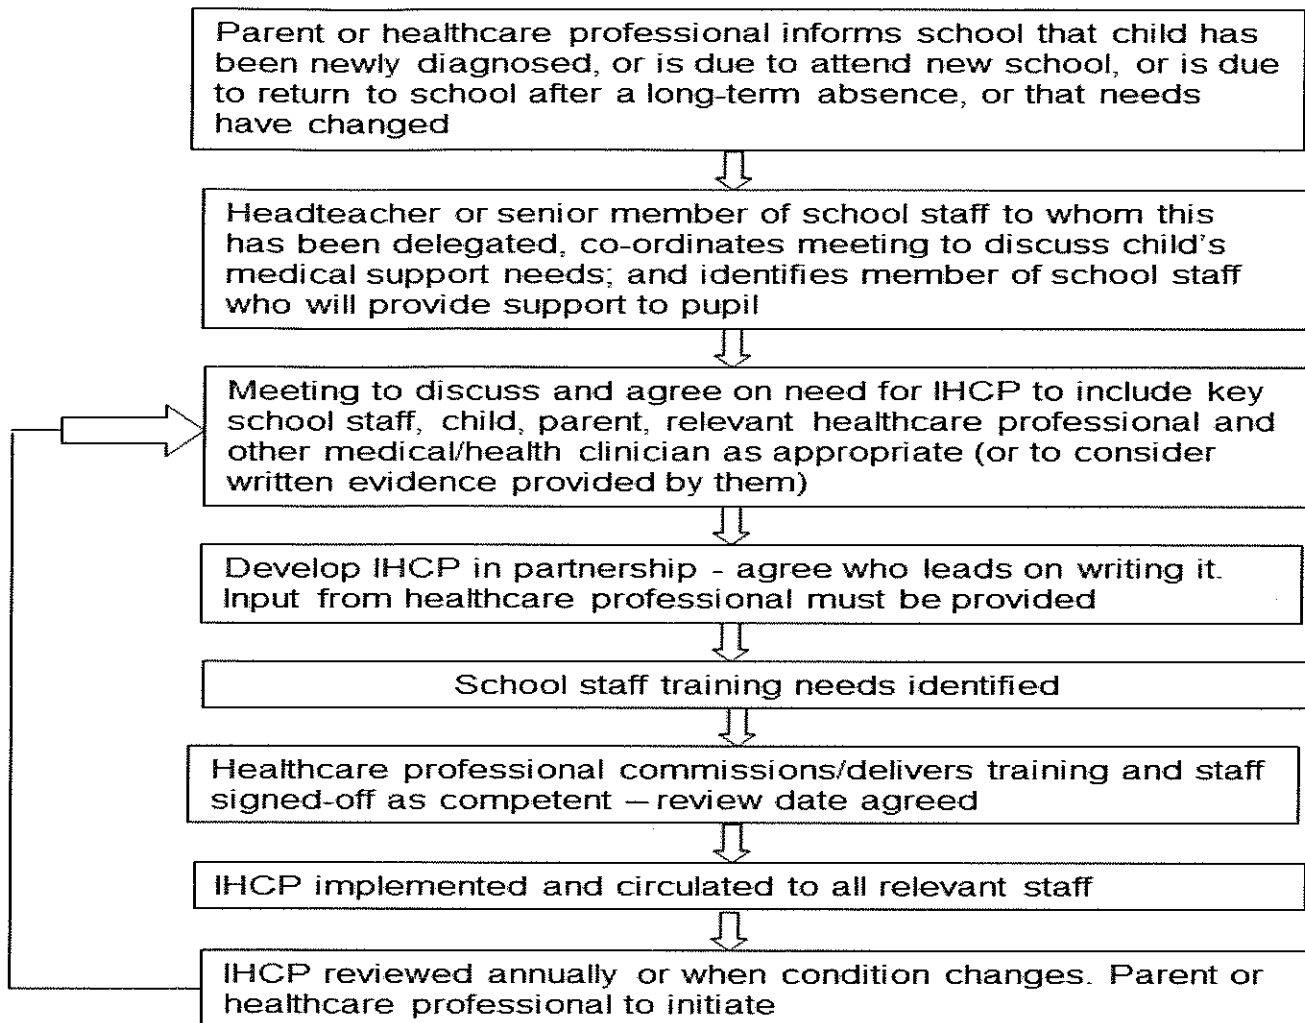 Parent or healthcare professional informs school that child has
been newly diagnosed, or is due to attend new school, or is due
to return to school after a long-term absence, or that needs
have changed
Headteacher or senior member of school staff to whom this
has been delegated, co-ordinates meeting to discuss child's
medical support needs; and identifies member of school staff
who will provide support to pupil
Meeting to discuss and agree on need for IHCP to include key
school staff, child, parent, relevant healthcare professional and
other medical/health clinician as appropriate (or to consider
written evidence provided by them)
Develop IHCP in partnership - agree who leads on writing it.
Input from healthcare professional must be provided
School staff training needs identified
Healthcare professional commissions/delivers training and staff
signed-off as competent – review date agreed
IHCP implemented and circulated to all relevant staff
IHCP reviewed annually or when condition changes. Parent or
healthcare professional to initiate